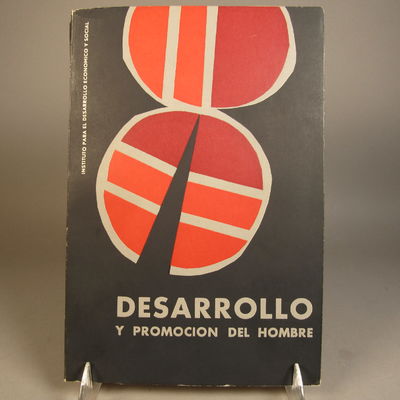 INSTITUTO PARA EL DESARROLLO ECONOMICO Y SOCIAL
DESARROLLO
Y PROMOCION DEL HOMBRE